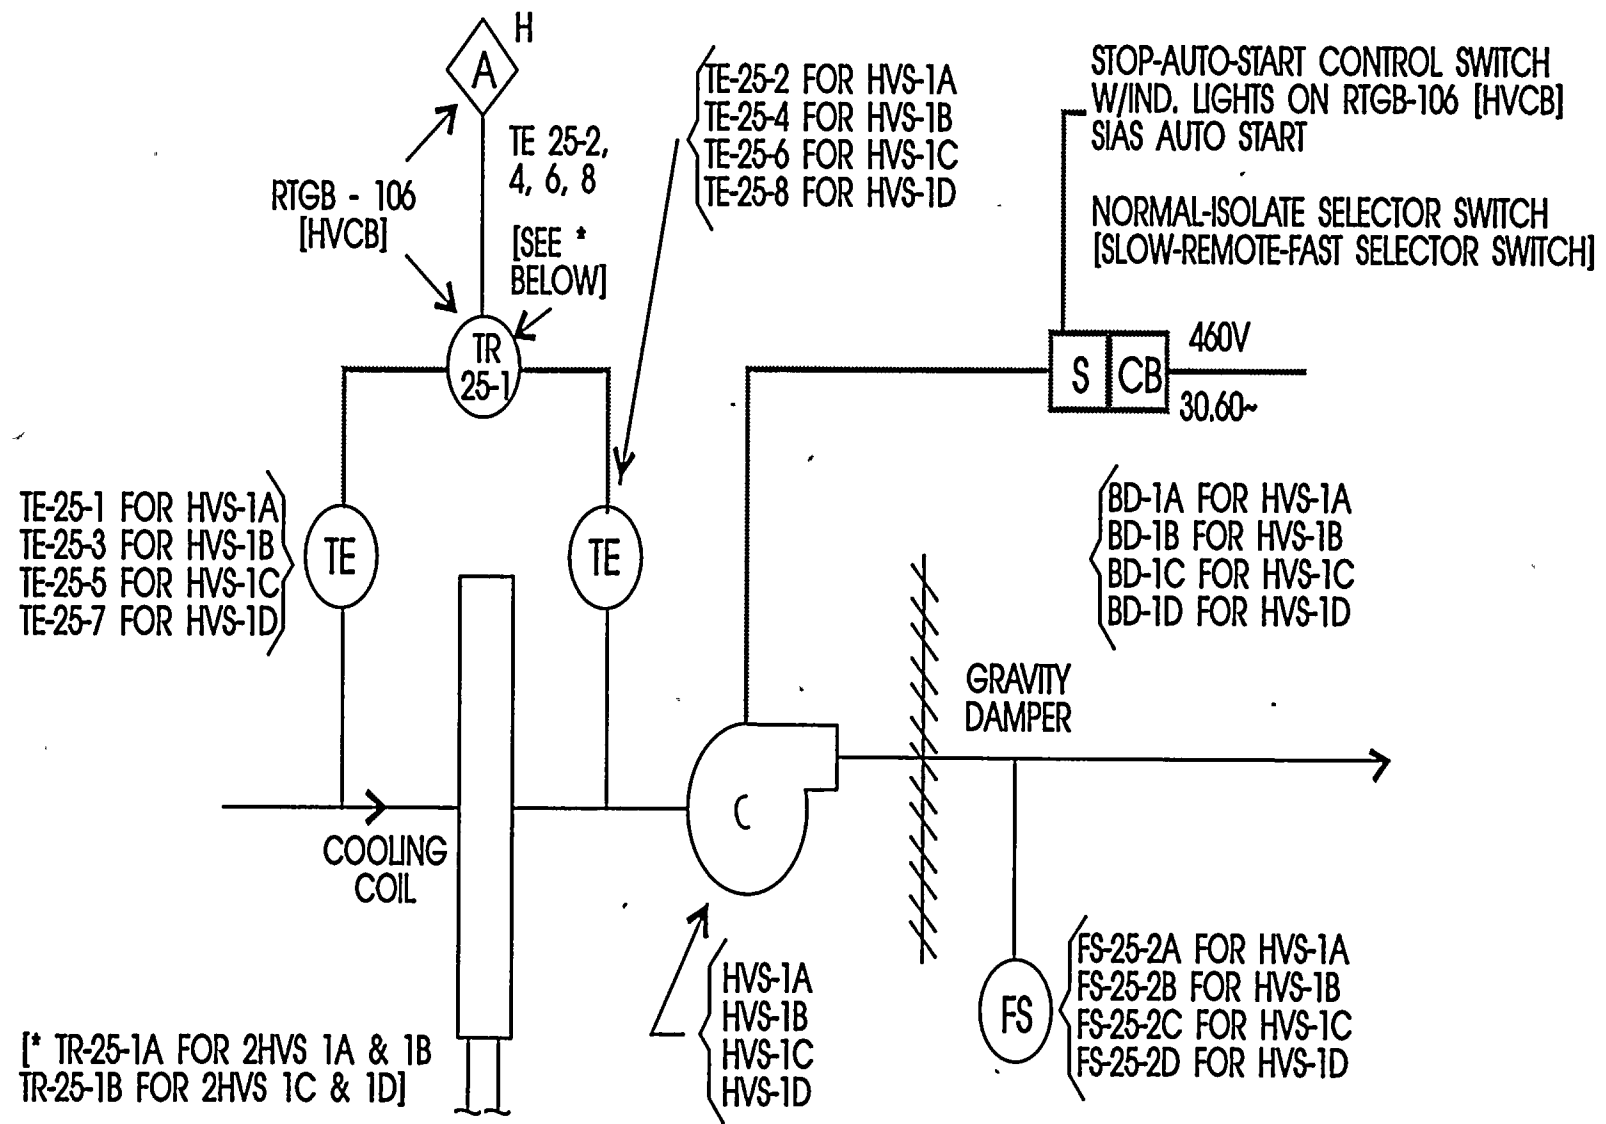 H
A
TE 25-2,
4, 6, 8
[SEE *
BELOW]
RTGB - 106
[HVCB]
TR
25-1
TE-25-2 FOR HVS-1A
TE-25-4 FOR HVS-1B
TE-25-6 FOR HVS-1C
TE-25-8 FOR HVS-1D
STOP-AUTO-START CONTROL SWITCH
W/IND. LIGHTS ON RTGB-106 [HVCB]
SIAS AUTO START
NORMAL-ISOLATE SELECTOR SWITCH
[SLOW-REMOTE-FAST SELECTOR SWITCH]
S
CB
460V
30.60~
TE-25-1 FOR HVS-1A
TE-25-3 FOR HVS-1B
TE-25-5 FOR HVS-1C
TE-25-7 FOR HVS-1D
TE
TE
BD-1A FOR HVS-1A
BD-1B FOR HVS-1B
BD-1C FOR HVS-1C
BD-1D FOR HVS-1D
GRAVITY
DAMPER
C
COOLING
COIL
HVS-1A
HVS-1B
HVS-1C
HVS-1D
FS
FS-25-2A FOR HVS-1A
FS-25-2B FOR HVS-1B
FS-25-2C FOR HVS-1C
FS-25-2D FOR HVS-1D
[* TR-25-1A FOR 2HVS 1A & 1B
TR-25-1B FOR 2HVS 1C & 1D]